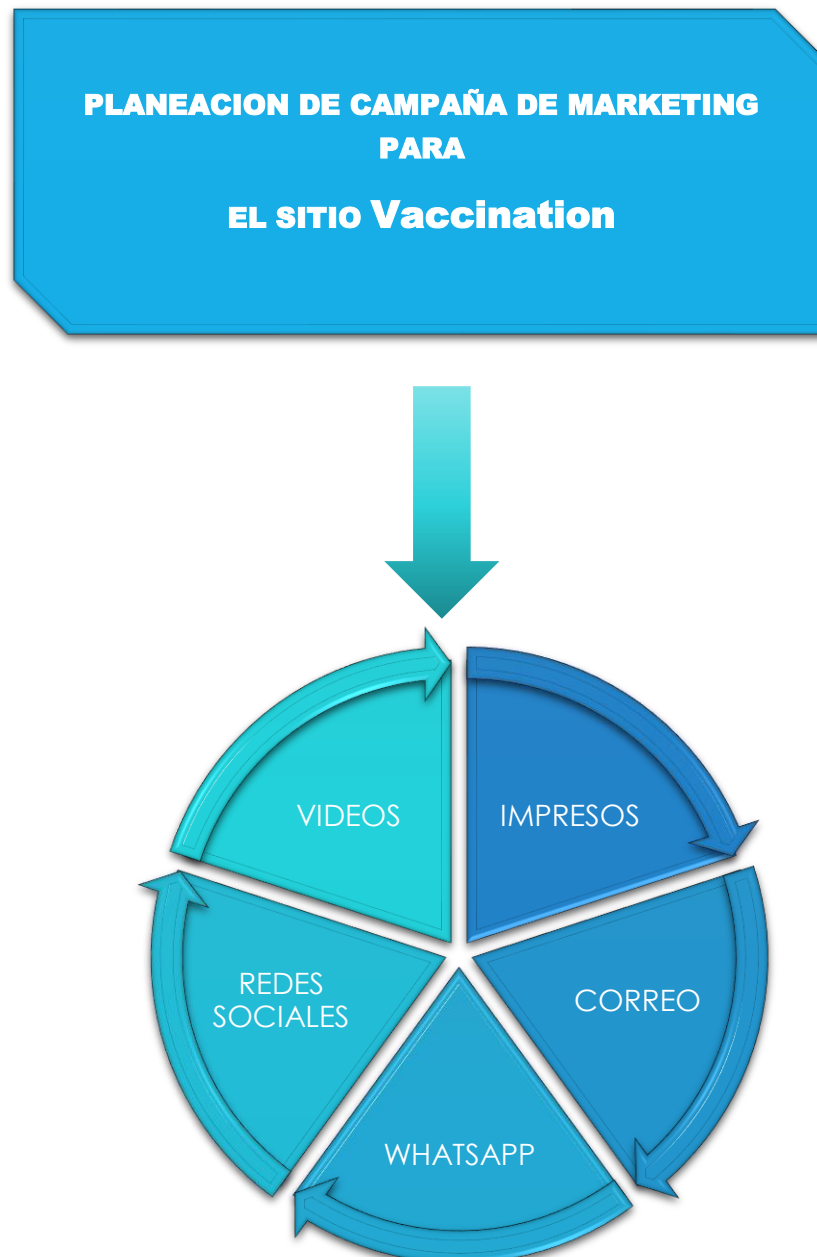 PLANEACION DE CAMPAÑA DE MARKETING
PARA
EL SITIO Vaccination
VIDEOS
IMPRESOS
REDES
SOCIALES
CORREO
WHATSAPP